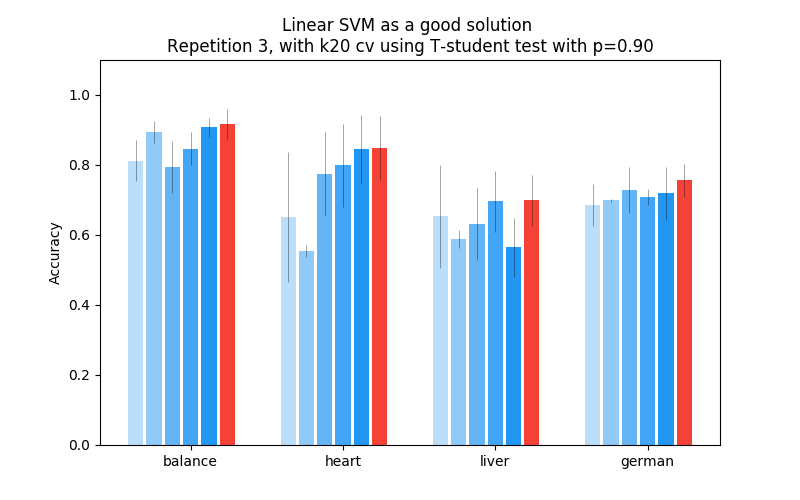 Linear SVM as a good solution
Repetition 3, with k20 cv using T-student test with p=0.90
1.0
0.8
0.6
0.4
0.2
0.0
Accuracy
balance heart liver german